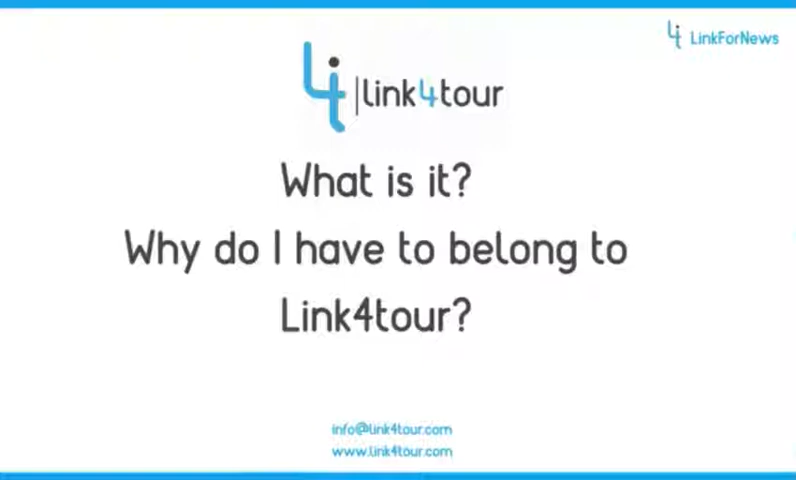 LinkForNews
link4tour
What is it?
Why do I have to belong to
Link4tour?
info@link4tour.com
www.link4tour.com